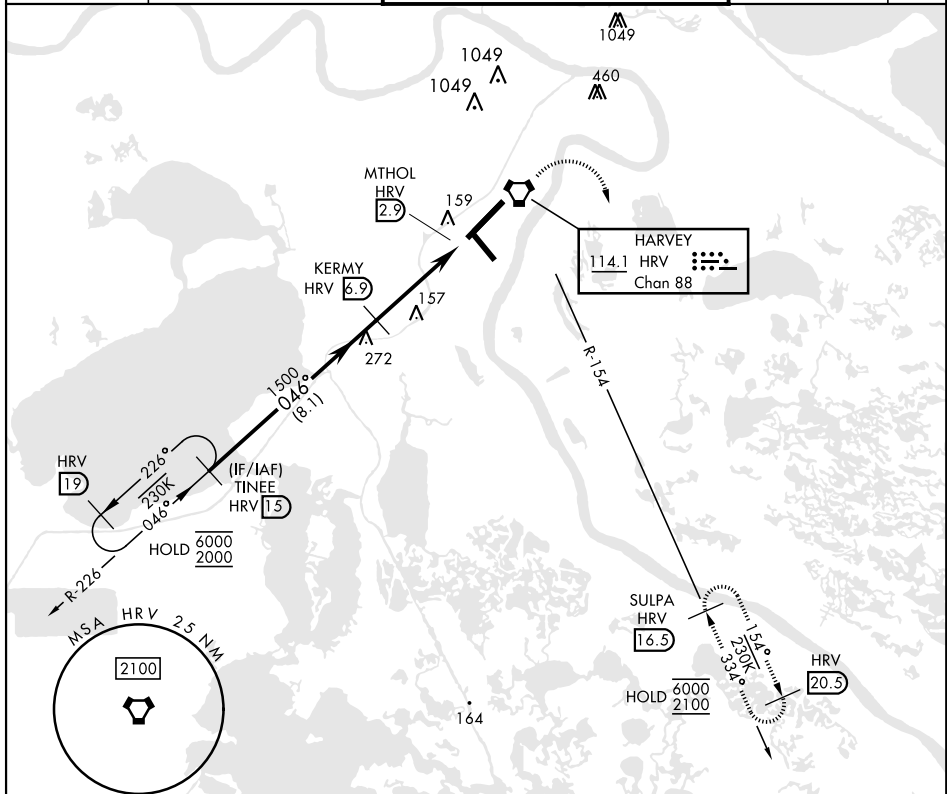 1049
1049
1049
460
MTHOL
HRV
2.9
159
HARVEY
114.1 HRV
Chan 88
KERMY
HRV 6.9
157
272
R-154
1500
046°
(8.1)
HRV
19
226°
230K
046°
(IF/IAF)
TINEE
HRV 15
HOLD 6000
2000
R-226
MSA HRV 25 NM
2100
SULPA
HRV
16.5
154°
230K
334°
HRV
20.5
HOLD 6000
2100
164